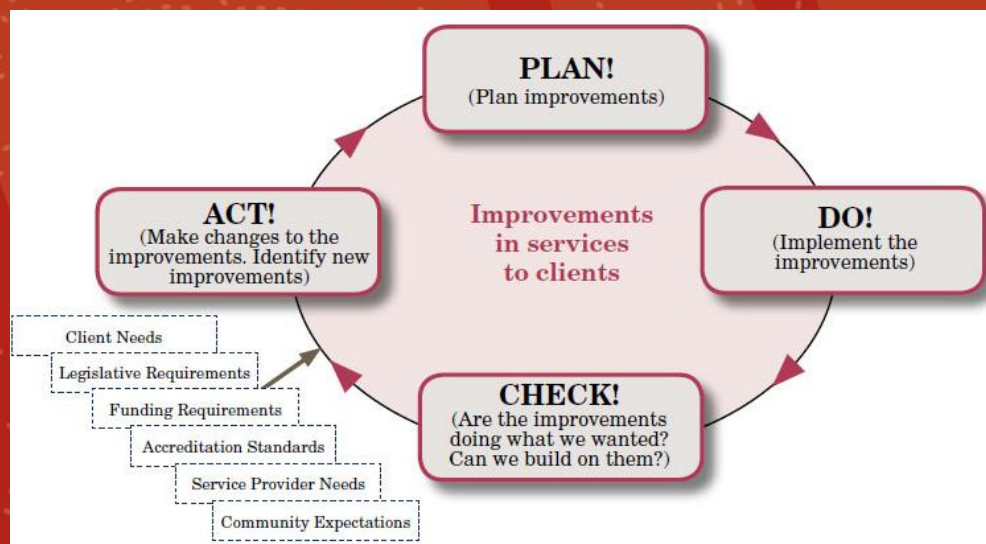 PLAN!
(Plan improvements)
ACT!
(Make changes to the
improvements. Identify new
improvements)
Improvements
in services
to clients
DO!
(Implement the
improvements)
CHECK!
(Are the improvements
doing what we wanted?
Can we build on them?)
Client Needs
Legislative Requirements
Funding Requirements
Accreditation Standards
Service Provider Needs
Community Expectations